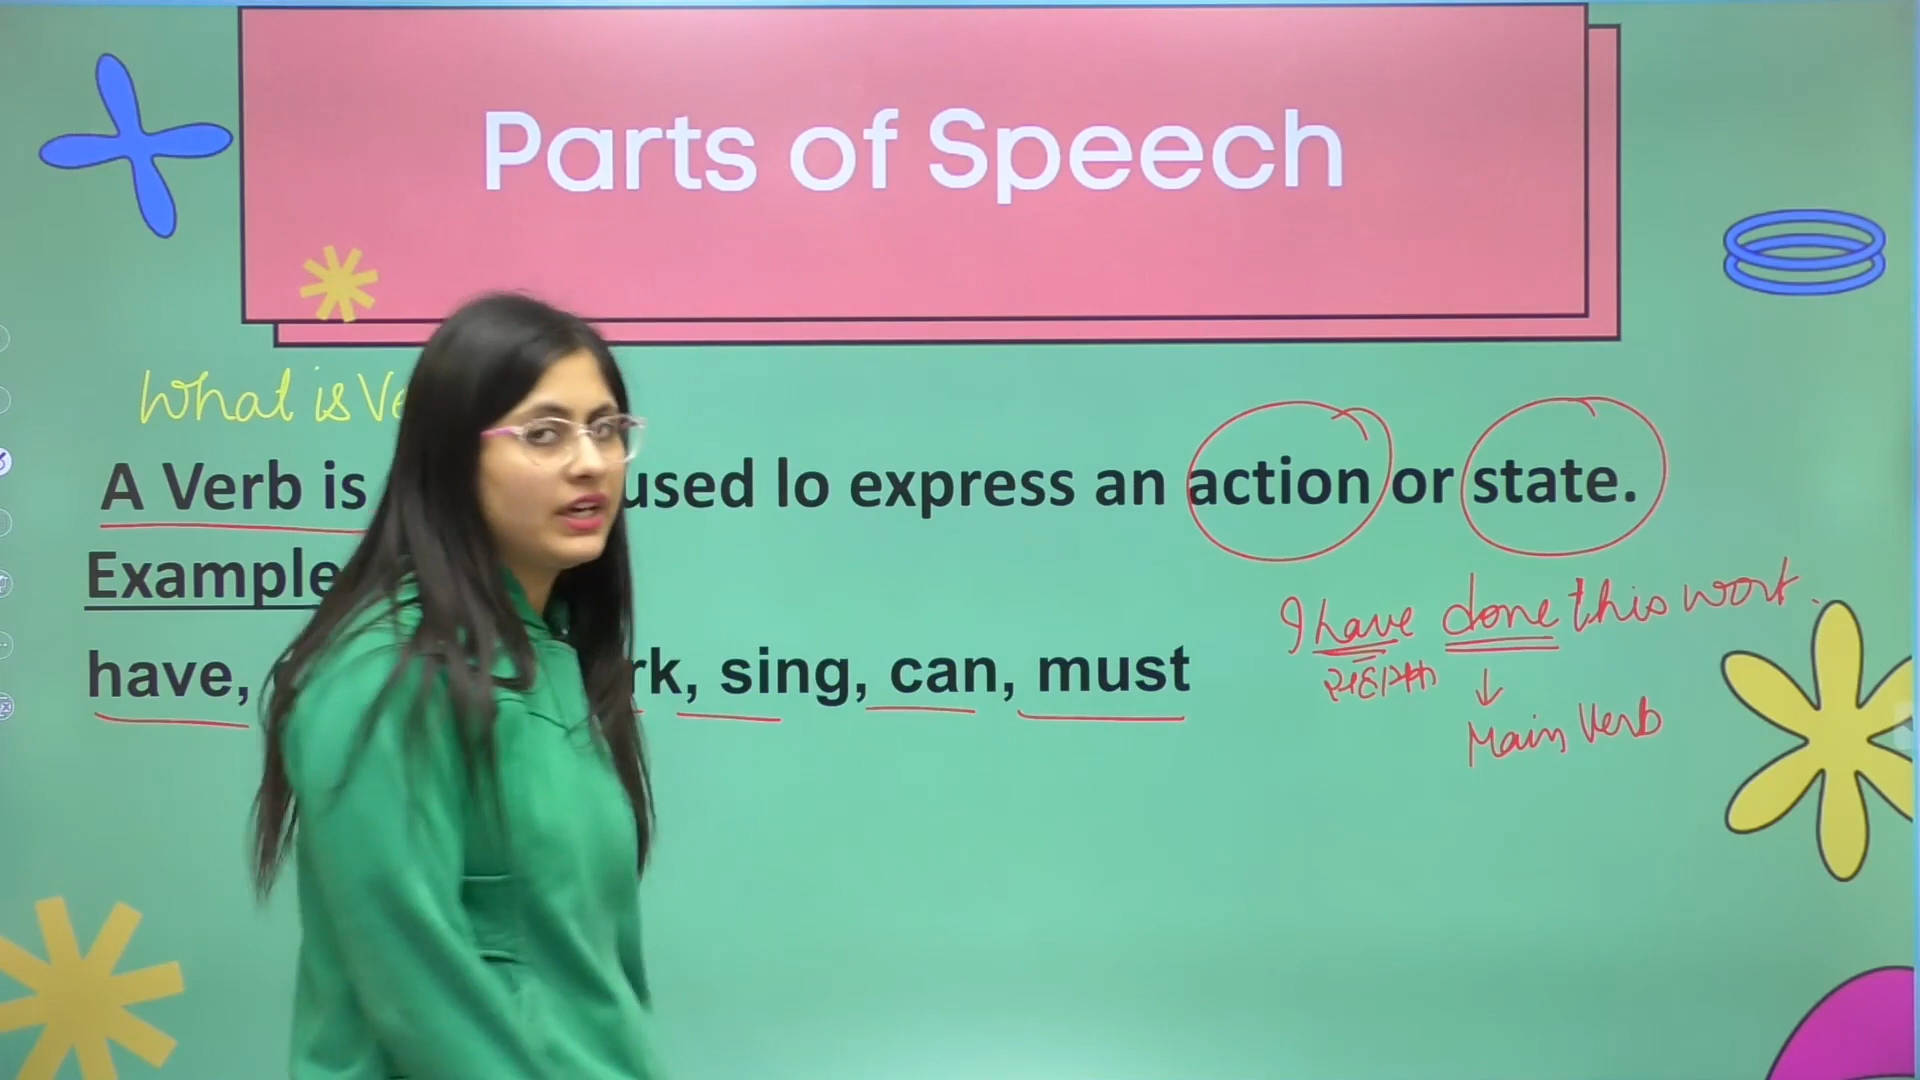 Parts of Speech
What is Ve
A Verb is used lo express an action or state.
Example
have, rk, sing, can, must
I have done this work.
सहायक
Main Verb